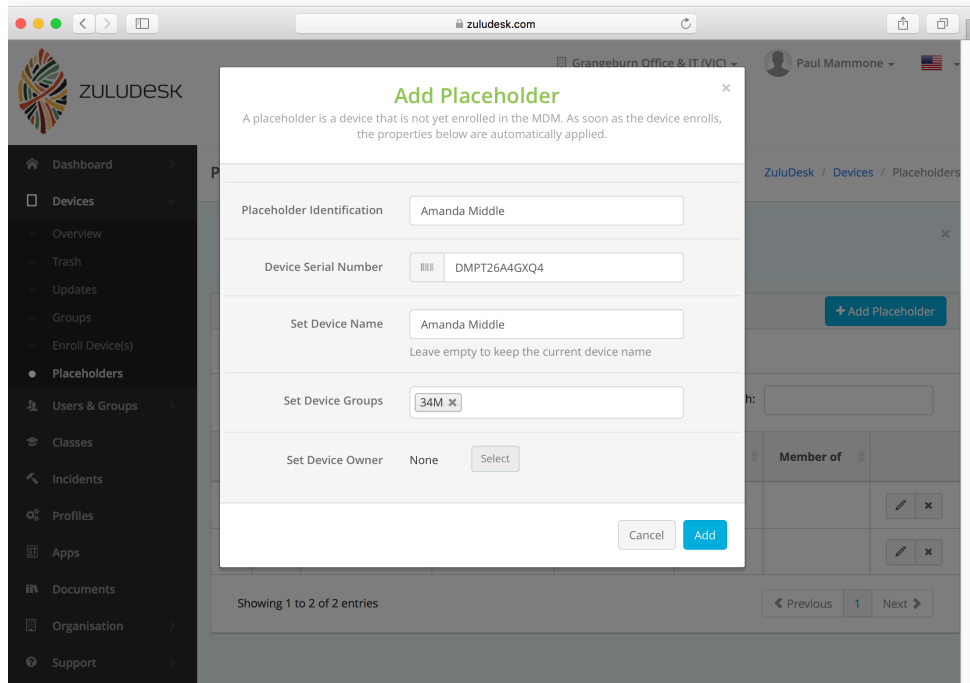 zuludesk.com
ZULUDESK
Grangeburn Office & IT (VIC)
Paul Mammone
Add Placeholder
×
A placeholder is a device that is not yet enrolled in the MDM. As soon as the device enrolls,
the properties below are automatically applied.
Dashboard
Devices
Overview
Trash
Updates
Groups
Enroll Device(s)
Placeholders
Users & Groups
Classes
Incidents
Profiles
Apps
Documents
Organisation
Support
P
ZuluDesk / Devices / Placeholders
Placeholder Identification
Amanda Middle
Device Serial Number
DMPT26A4GXQ4
Set Device Name
Amanda Middle
Leave empty to keep the current device name
Set Device Groups
34M ×
Set Device Owner
None
Select
Cancel
Add
×
+ Add Placeholder
h:
Member of
Showing 1 to 2 of 2 entries
Previous 1 Next